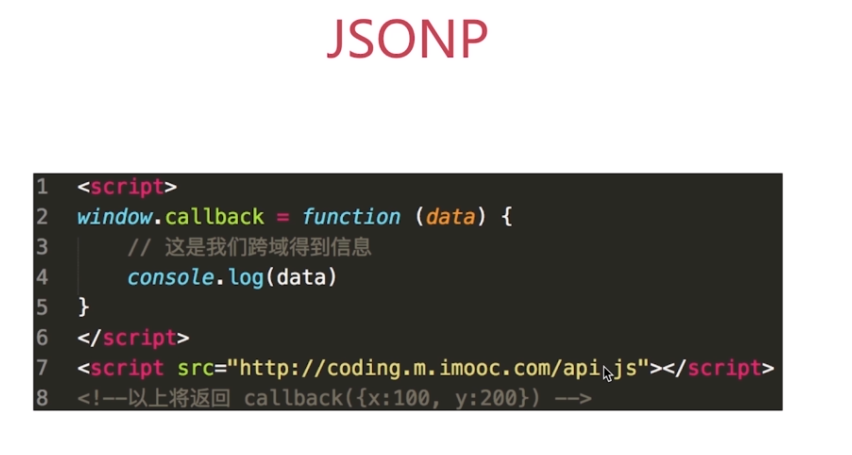 JSONP
1 <script>
2 window.callback = function (data) {
3 // 这是我们跨域得到信息
4 console.log(data)
5 }
6 </script>
7 <script src="http://coding.m.imooc.com/api.js"></script>
8 <!--以上将返回 callback({x:100, y:200}) -->